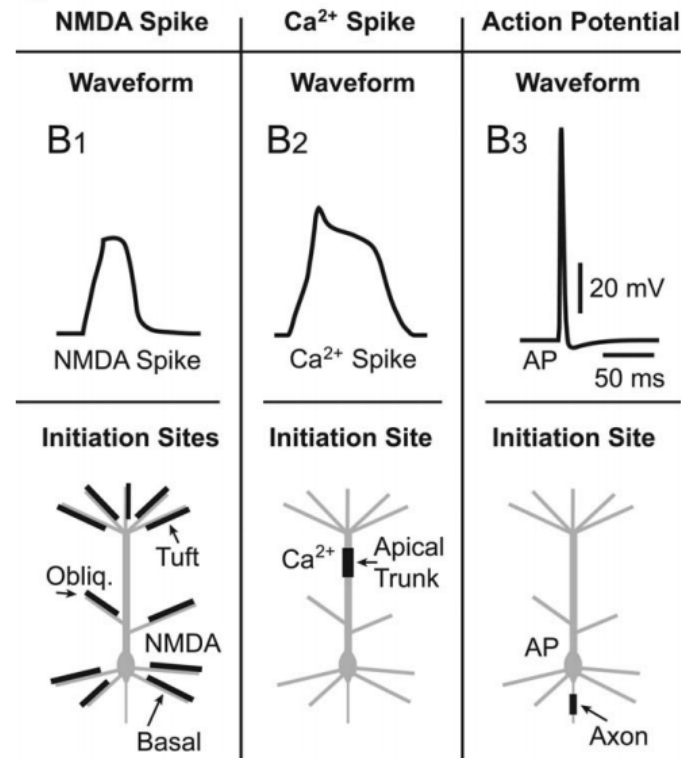 NMDA Spike
Ca²⁺ Spike
Action Potential
Waveform
Waveform
Waveform
B1
B2
B3
20 mV
NMDA Spike
Ca²⁺ Spike
AP
50 ms
Initiation Sites
Initiation Site
Initiation Site
Tuft
Obliq.
NMDA
Basal
Ca²⁺
Apical
Trunk
AP
Axon